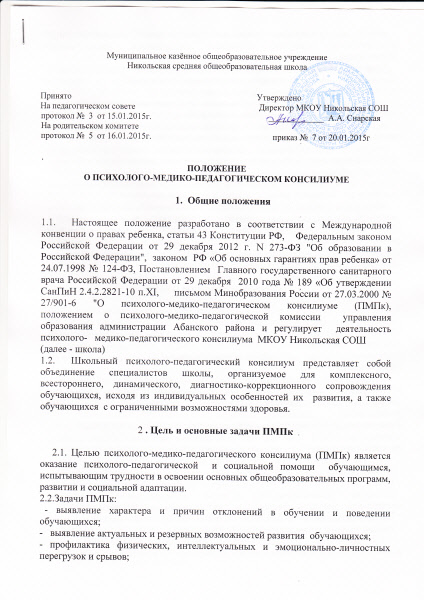 Муниципальное казённое общеобразовательное учреждение
Никольская средняя общеобразовательная школа
Принято
На педагогическом совете
протокол № 3 от 15.01.2015г.
На родительском комитете
протокол № 5 от 16.01.2015г.
Утверждено
Директор МКОУ Никольская СОШ
А.А. Снарская
приказ № 7 от 20.01.2015г
ПОЛОЖЕНИЕ
О ПСИХОЛОГО-МЕДИКО-ПЕДАГОГИЧЕСКОМ КОНСИЛИУМЕ
1. Общие положения
1.1. Настоящее положение разработано в соответствии с Международной
конвенции о правах ребенка, статьи 43 Конституции РФ, Федеральным законом
Российской Федерации от 29 декабря 2012 г. N 273-ФЗ "Об образовании в
Российской Федерации", законом РФ «Об основных гарантиях прав ребенка» от
24.07.1998 № 124-ФЗ, Постановлением Главного государственного санитарного
врача Российской Федерации от 29 декабря 2010 года № 189 «Об утверждении
СанПиН 2.4.2.2821-10 п.XI, письмом Минобразования России от 27.03.2000 №
27/901-6 "О психолого-медико-педагогическом консилиуме (ПМПк),
положением о психолого-медико-педагогической комиссии управления
образования администрации Абанского района и регулирует деятельность
психолого- медико-педагогического консилиума МКОУ Никольская СОШ
(далее - школа)
1.2. Школьный психолого-педагогический консилиум представляет собой
объединение специалистов школы, организуемое для комплексного,
всестороннего, динамического, диагностико-коррекционного сопровождения
обучающихся, исходя из индивидуальных особенностей их развития, а также
обучающихся с ограниченными возможностями здоровья.
2 . Цель и основные задачи ПМПк
2.1. Целью психолого-медико-педагогического консилиума (ПМПк) является
оказание психолого-педагогической и социальной помощи обучающимся,
испытывающим трудности в освоении основных общеобразовательных программ,
развитии и социальной адаптации.
2.2.Задачи ПМПк:
- выявление характера и причин отклонений в обучении и поведении
обучающихся;
- выявление актуальных и резервных возможностей развития обучающихся;
- профилактика физических, интеллектуальных и эмоционально-личностных
перегрузок и срывов;